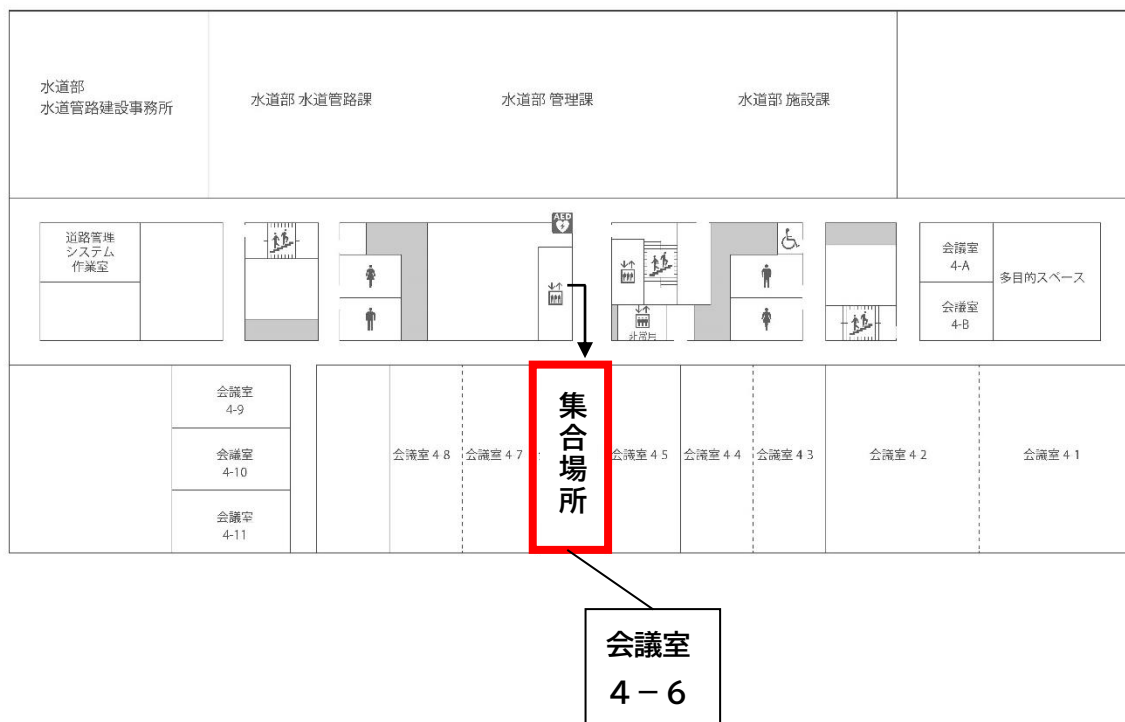 水道部
水道管路建設事務所
水道部 水道管路課
水道部 管理課
水道部 施設課
AED
道路管理
システム
作業室
会議室
4-A
会議室
4-B
多目的スペース
会議室
4-9
会議室
4-10
会議室
4-11
会議室 4 8
会議室 4 7
集合場所
会議室 4 5
会議室 4 4
会議室 4 3
会議室 4 2
会議室 4 1
会議室
4－6